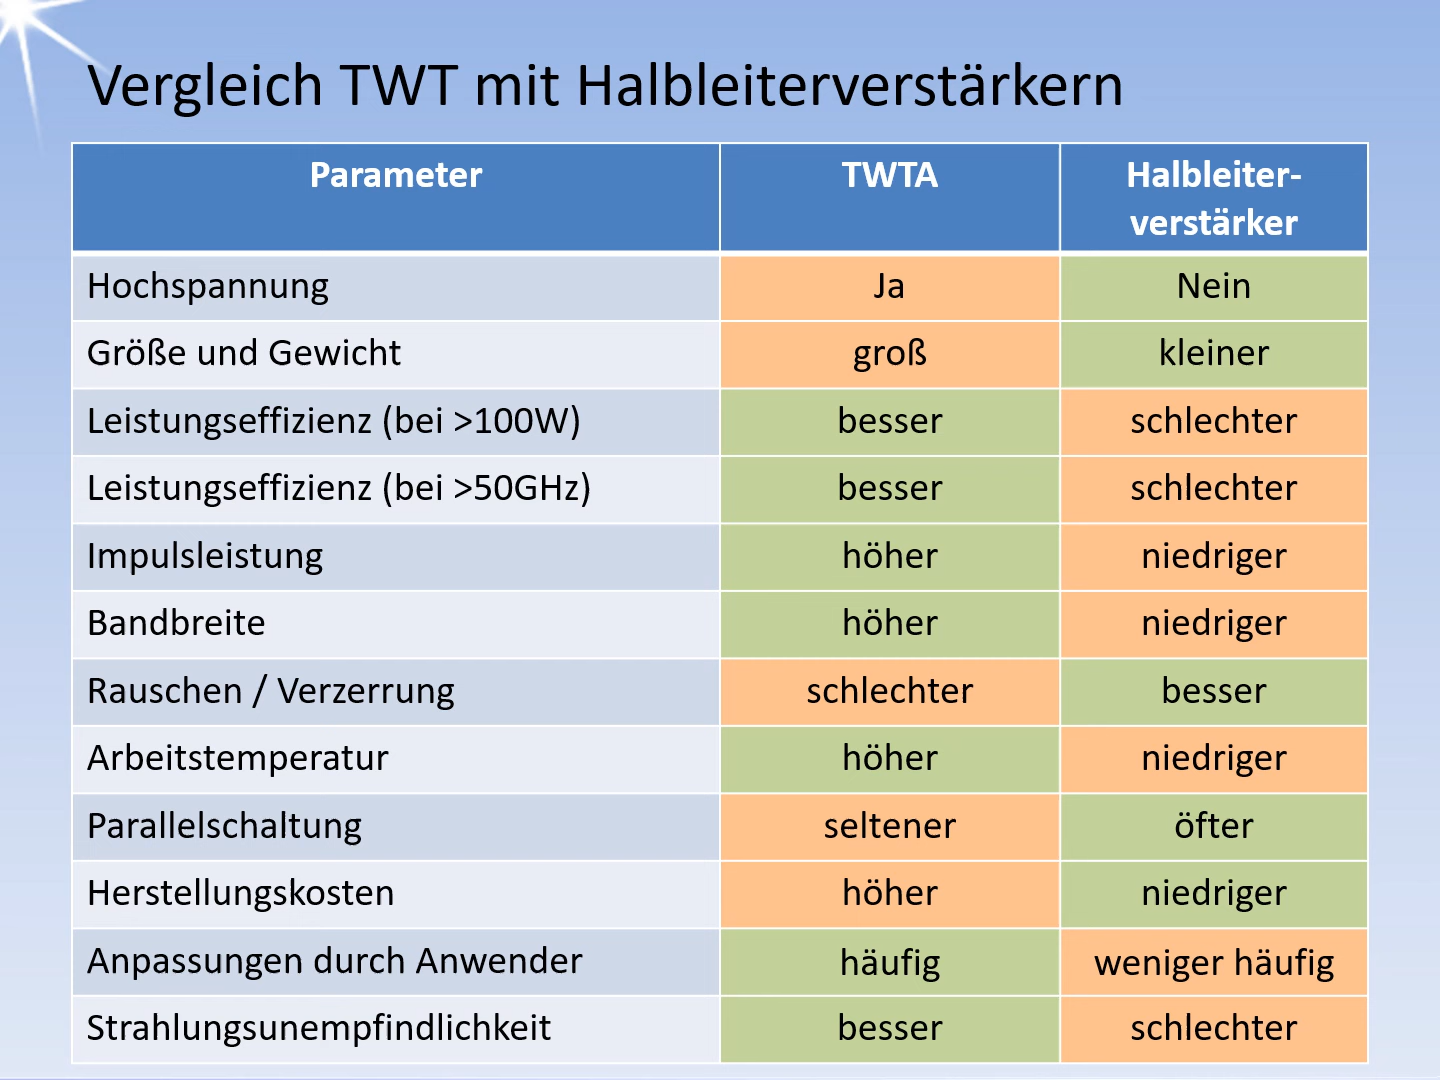 Vergleich TWT mit Halbleiterverstärkern
Parameter TWTA Halbleiter-
verstärker
Hochspannung Ja Nein
Größe und Gewicht groß kleiner
Leistungseffizienz (bei >100W) besser schlechter
Leistungseffizienz (bei >50GHz) besser schlechter
Impulsleistung höher niedriger
Bandbreite höher niedriger
Rauschen / Verzerrung schlechter besser
Arbeitstemperatur höher niedriger
Parallelschaltung seltener öfter
Herstellungskosten höher niedriger
Anpassungen durch Anwender häufig weniger häufig
Strahlungsunempfindlichkeit besser schlechter